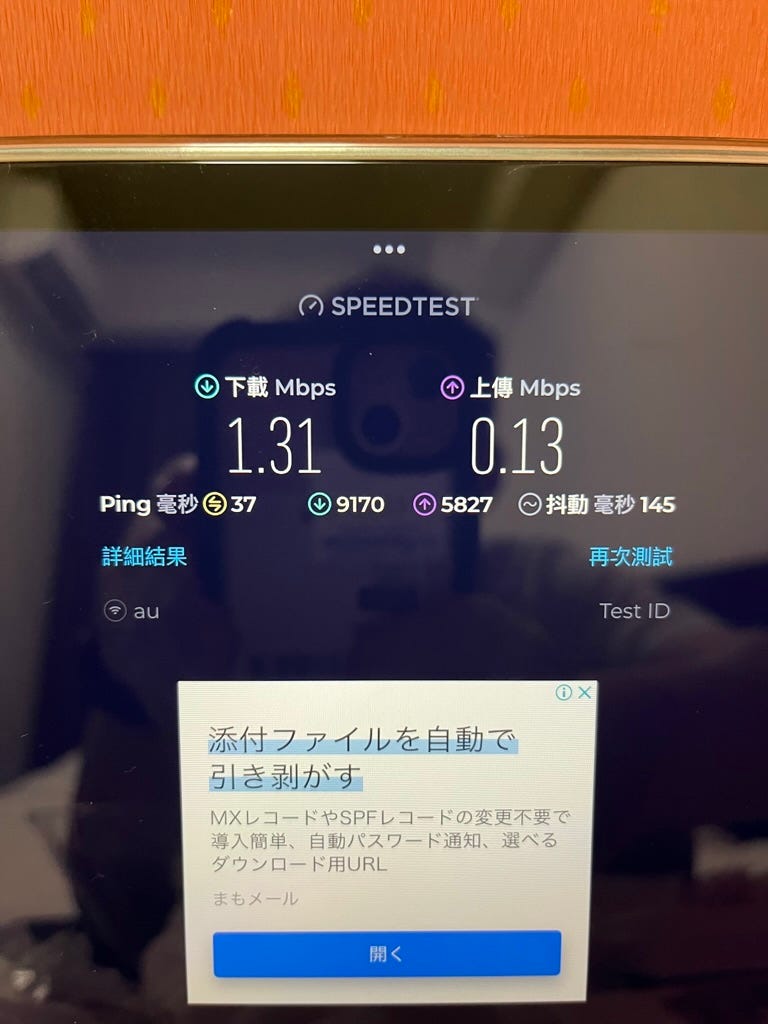 SPEEDTEST
下載 Mbps 上傳 Mbps
1.31 0.13
Ping 毫秒 37 9170 5827 抖動 毫秒 145
詳細結果 再次測試
au Test ID
添付ファイルを自動で
引き剥がす
MXレコードやSPFレコードの変更不要で
導入簡単、自動パスワード通知、選べる
ダウンロード用URL
まもメール
開く